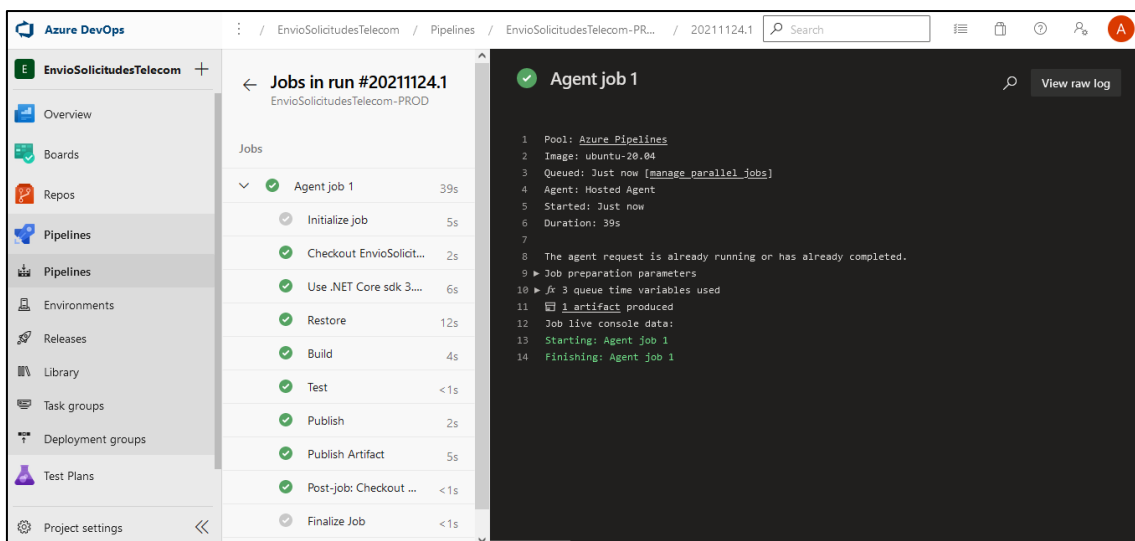 Azure DevOps
/ EnvioSolicitudesTelecom / Pipelines / EnvioSolicitudesTelecom-PR... / 20211124.1
Search
A
E EnvioSolicitudesTelecom +
Overview
Boards
Repos
Pipelines
Pipelines
Environments
Releases
Library
Task groups
Deployment groups
Test Plans
Project settings
Jobs in run #20211124.1
EnvioSolicitudesTelecom-PROD
Jobs
Agent job 1 39s
Initialize job 5s
Checkout EnvioSolicit... 2s
Use .NET Core sdk 3.... 6s
Restore 12s
Build 4s
Test <1s
Publish 2s
Publish Artifact 5s
Post-job: Checkout ... <1s
Finalize Job <1s
Agent job 1
View raw log
1 Pool: Azure Pipelines
2 Image: ubuntu-20.04
3 Queued: Just now [manage parallel jobs]
4 Agent: Hosted Agent
5 Started: Just now
6 Duration: 39s
7
8 The agent request is already running or has already completed.
9 Job preparation parameters
10 fx 3 queue time variables used
11 1 artifact produced
12 Job live console data:
13 Starting: Agent job 1
14 Finishing: Agent job 1